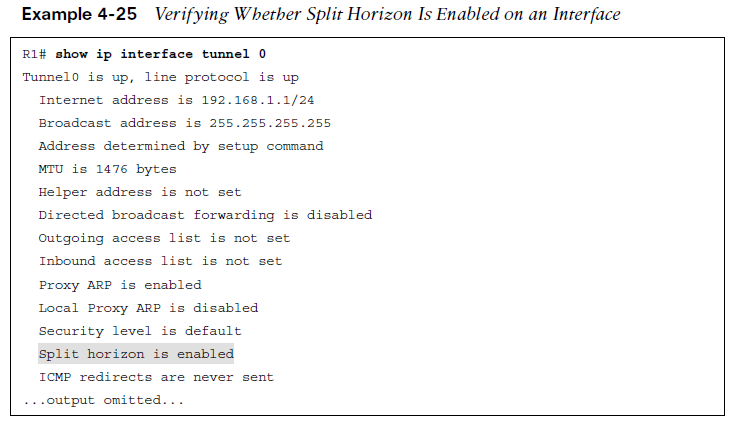 Example 4-25 Verifying Whether Split Horizon Is Enabled on an Interface
R1# show ip interface tunnel 0
Tunnel0 is up, line protocol is up
Internet address is 192.168.1.1/24
Broadcast address is 255.255.255.255
Address determined by setup command
MTU is 1476 bytes
Helper address is not set
Directed broadcast forwarding is disabled
Outgoing access list is not set
Inbound access list is not set
Proxy ARP is enabled
Local Proxy ARP is disabled
Security level is default
Split horizon is enabled
ICMP redirects are never sent
...output omitted...